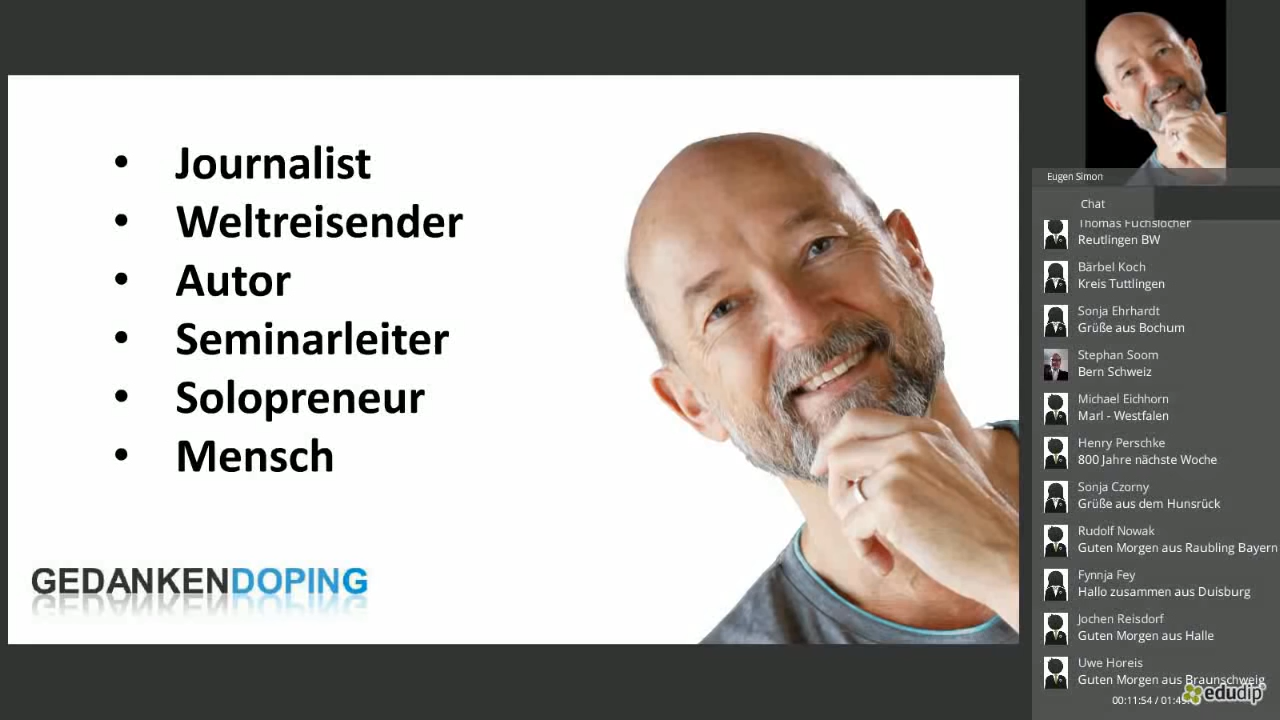 Journalist
Weltreisender
Autor
Seminarleiter
Solopreneur
Mensch
GEDANKENDOPING
Eugen Simon
Chat
Thomas Fuchslocher
Reutlingen BW
Bärbel Koch
Kreis Tuttlingen
Sonja Ehrhardt
Grüße aus Bochum
Stephan Soom
Bern Schweiz
Michael Eichhorn
Marl - Westfalen
Henry Perschke
800 Jahre nächste Woche
Sonja Czorny
Grüße aus dem Hunsrück
Rudolf Nowak
Guten Morgen aus Raubling Bayern
Fynnja Fey
Hallo zusammen aus Duisburg
Jochen Reisdorf
Guten Morgen aus Halle
Uwe Horeis
Guten Morgen aus Braunschweig
00:11:54 /
edudip